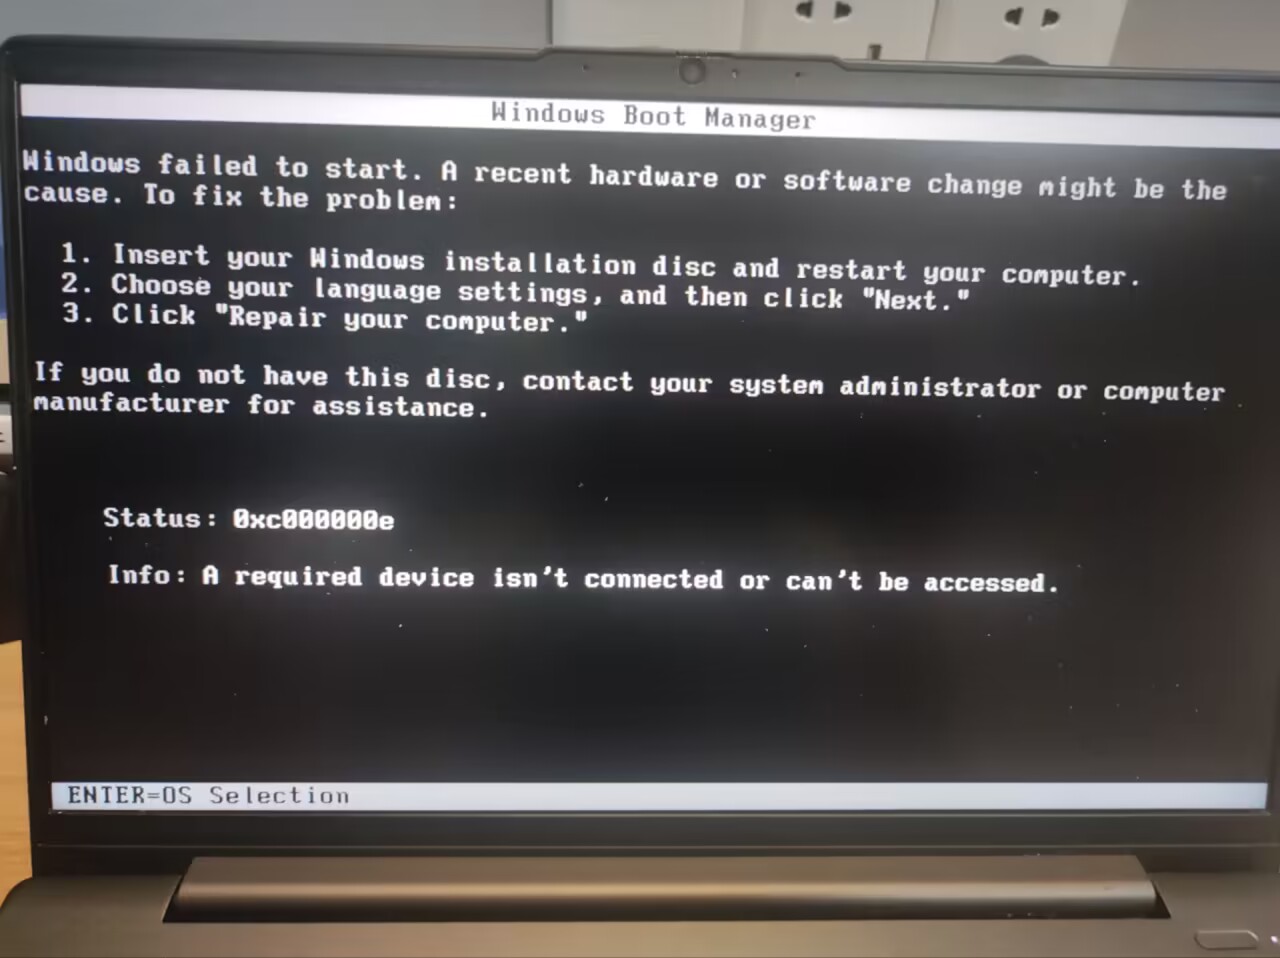 Windows Boot Manager
Windows failed to start. A recent hardware or software change might be the
cause. To fix the problem:
1. Insert your Windows installation disc and restart your computer.
2. Choose your language settings, and then click "Next."
3. Click "Repair your computer."
If you do not have this disc, contact your system administrator or computer
manufacturer for assistance.
Status: 0xc000000e
Info: A required device isn't connected or can't be accessed.
ENTER=OS Selection